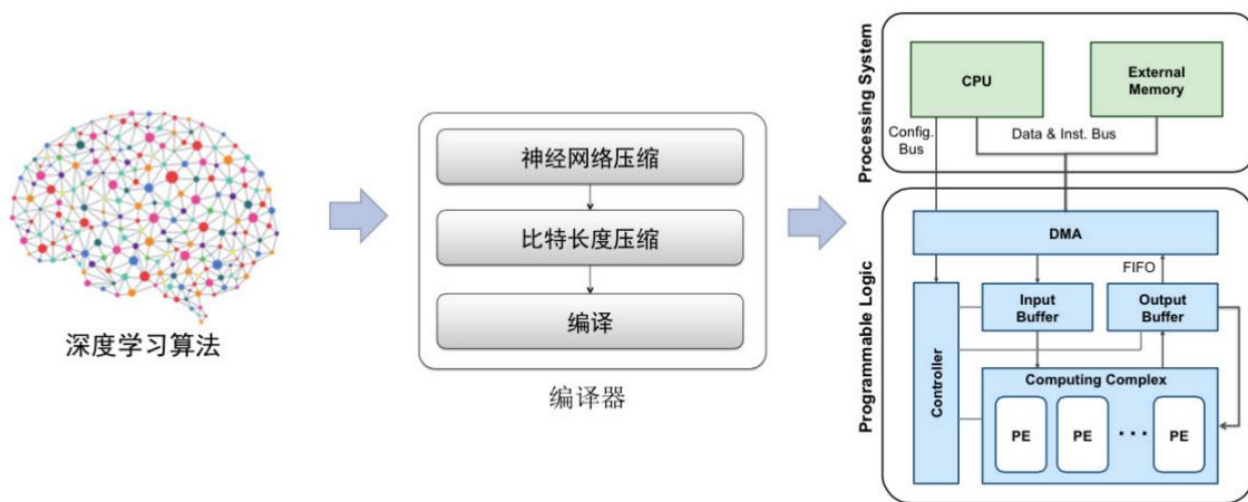 深度学习算法
神经网络压缩
比特长度压缩
编译
编译器
Processing System
CPU
External
Memory
Config.
Bus
Data & Inst. Bus
Programmable Logic
DMA
FIFO
Controller
Input
Buffer
Output
Buffer
Computing Complex
PE
PE
···
PE